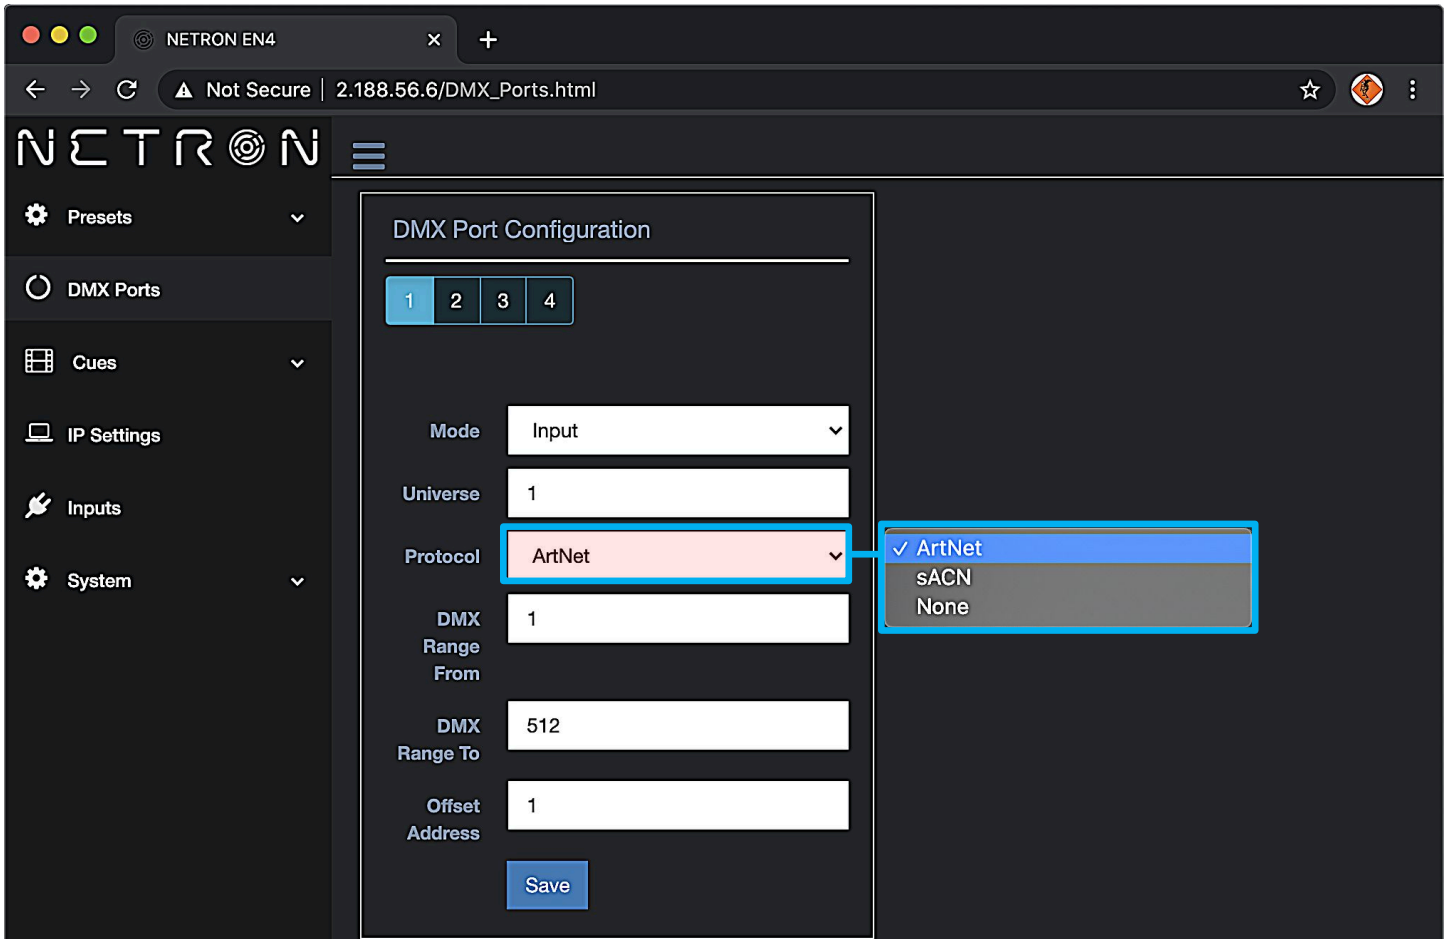 NETRON EN4
Not Secure | 2.188.56.6/DMX_Ports.html
NETRON
Presets
DMX Ports
Cues
IP Settings
Inputs
System
DMX Port Configuration
1 2 3 4
Mode Input
Universe 1
Protocol ArtNet
✓ ArtNet
sACN
None
DMX
Range
From
1
DMX
Range To
512
Offset
Address
1
Save